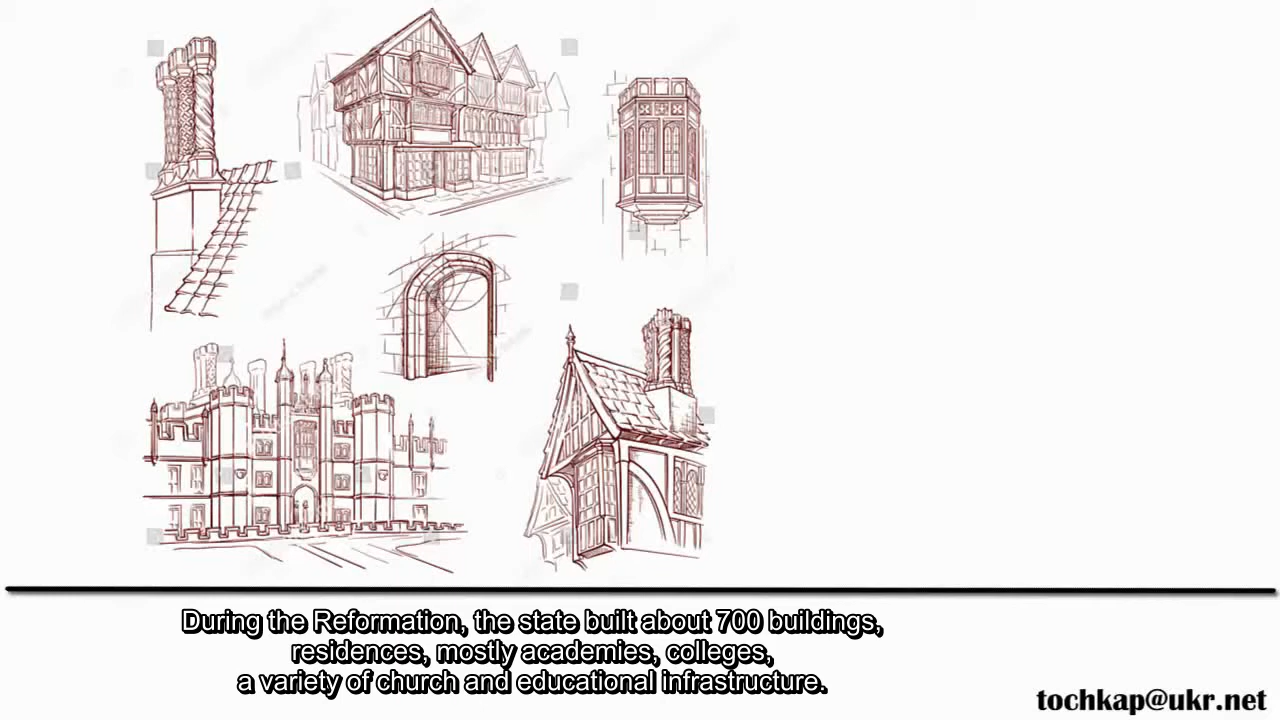 During the Reformation, the state built about 700 buildings,
residences, mostly academies, colleges,
a variety of church and educational infrastructure.
tochkap@ukr.net